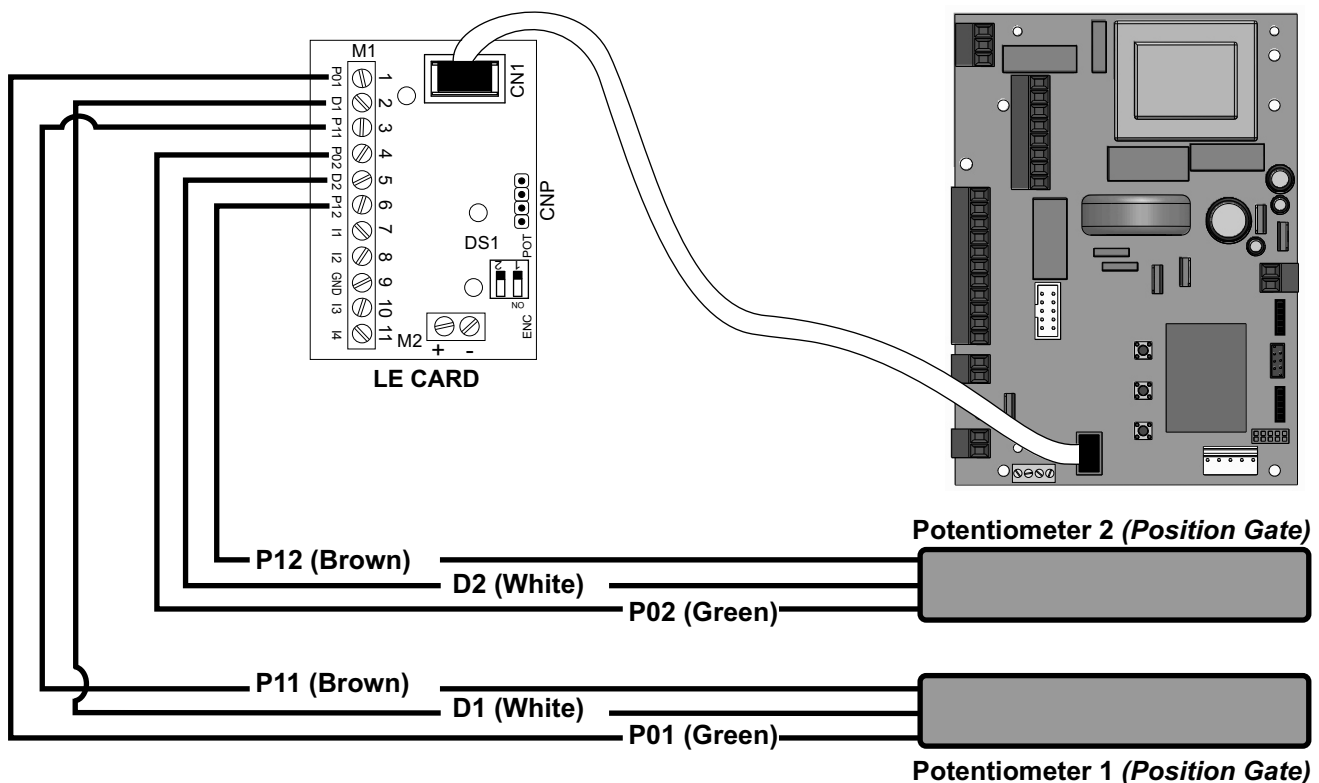 M1
P01 1
D1 2
P11 3
P02 4
D2 5
P12 6
I1 7
I2 8
GND 9
I3 10
I4 11
CN1
CNP
DS1
POT
2 1
NO
ENC
M2
+ -
LE CARD
Potentiometer 2 (Position Gate)
P12 (Brown)
D2 (White)
P02 (Green)
P11 (Brown)
D1 (White)
P01 (Green)
Potentiometer 1 (Position Gate)